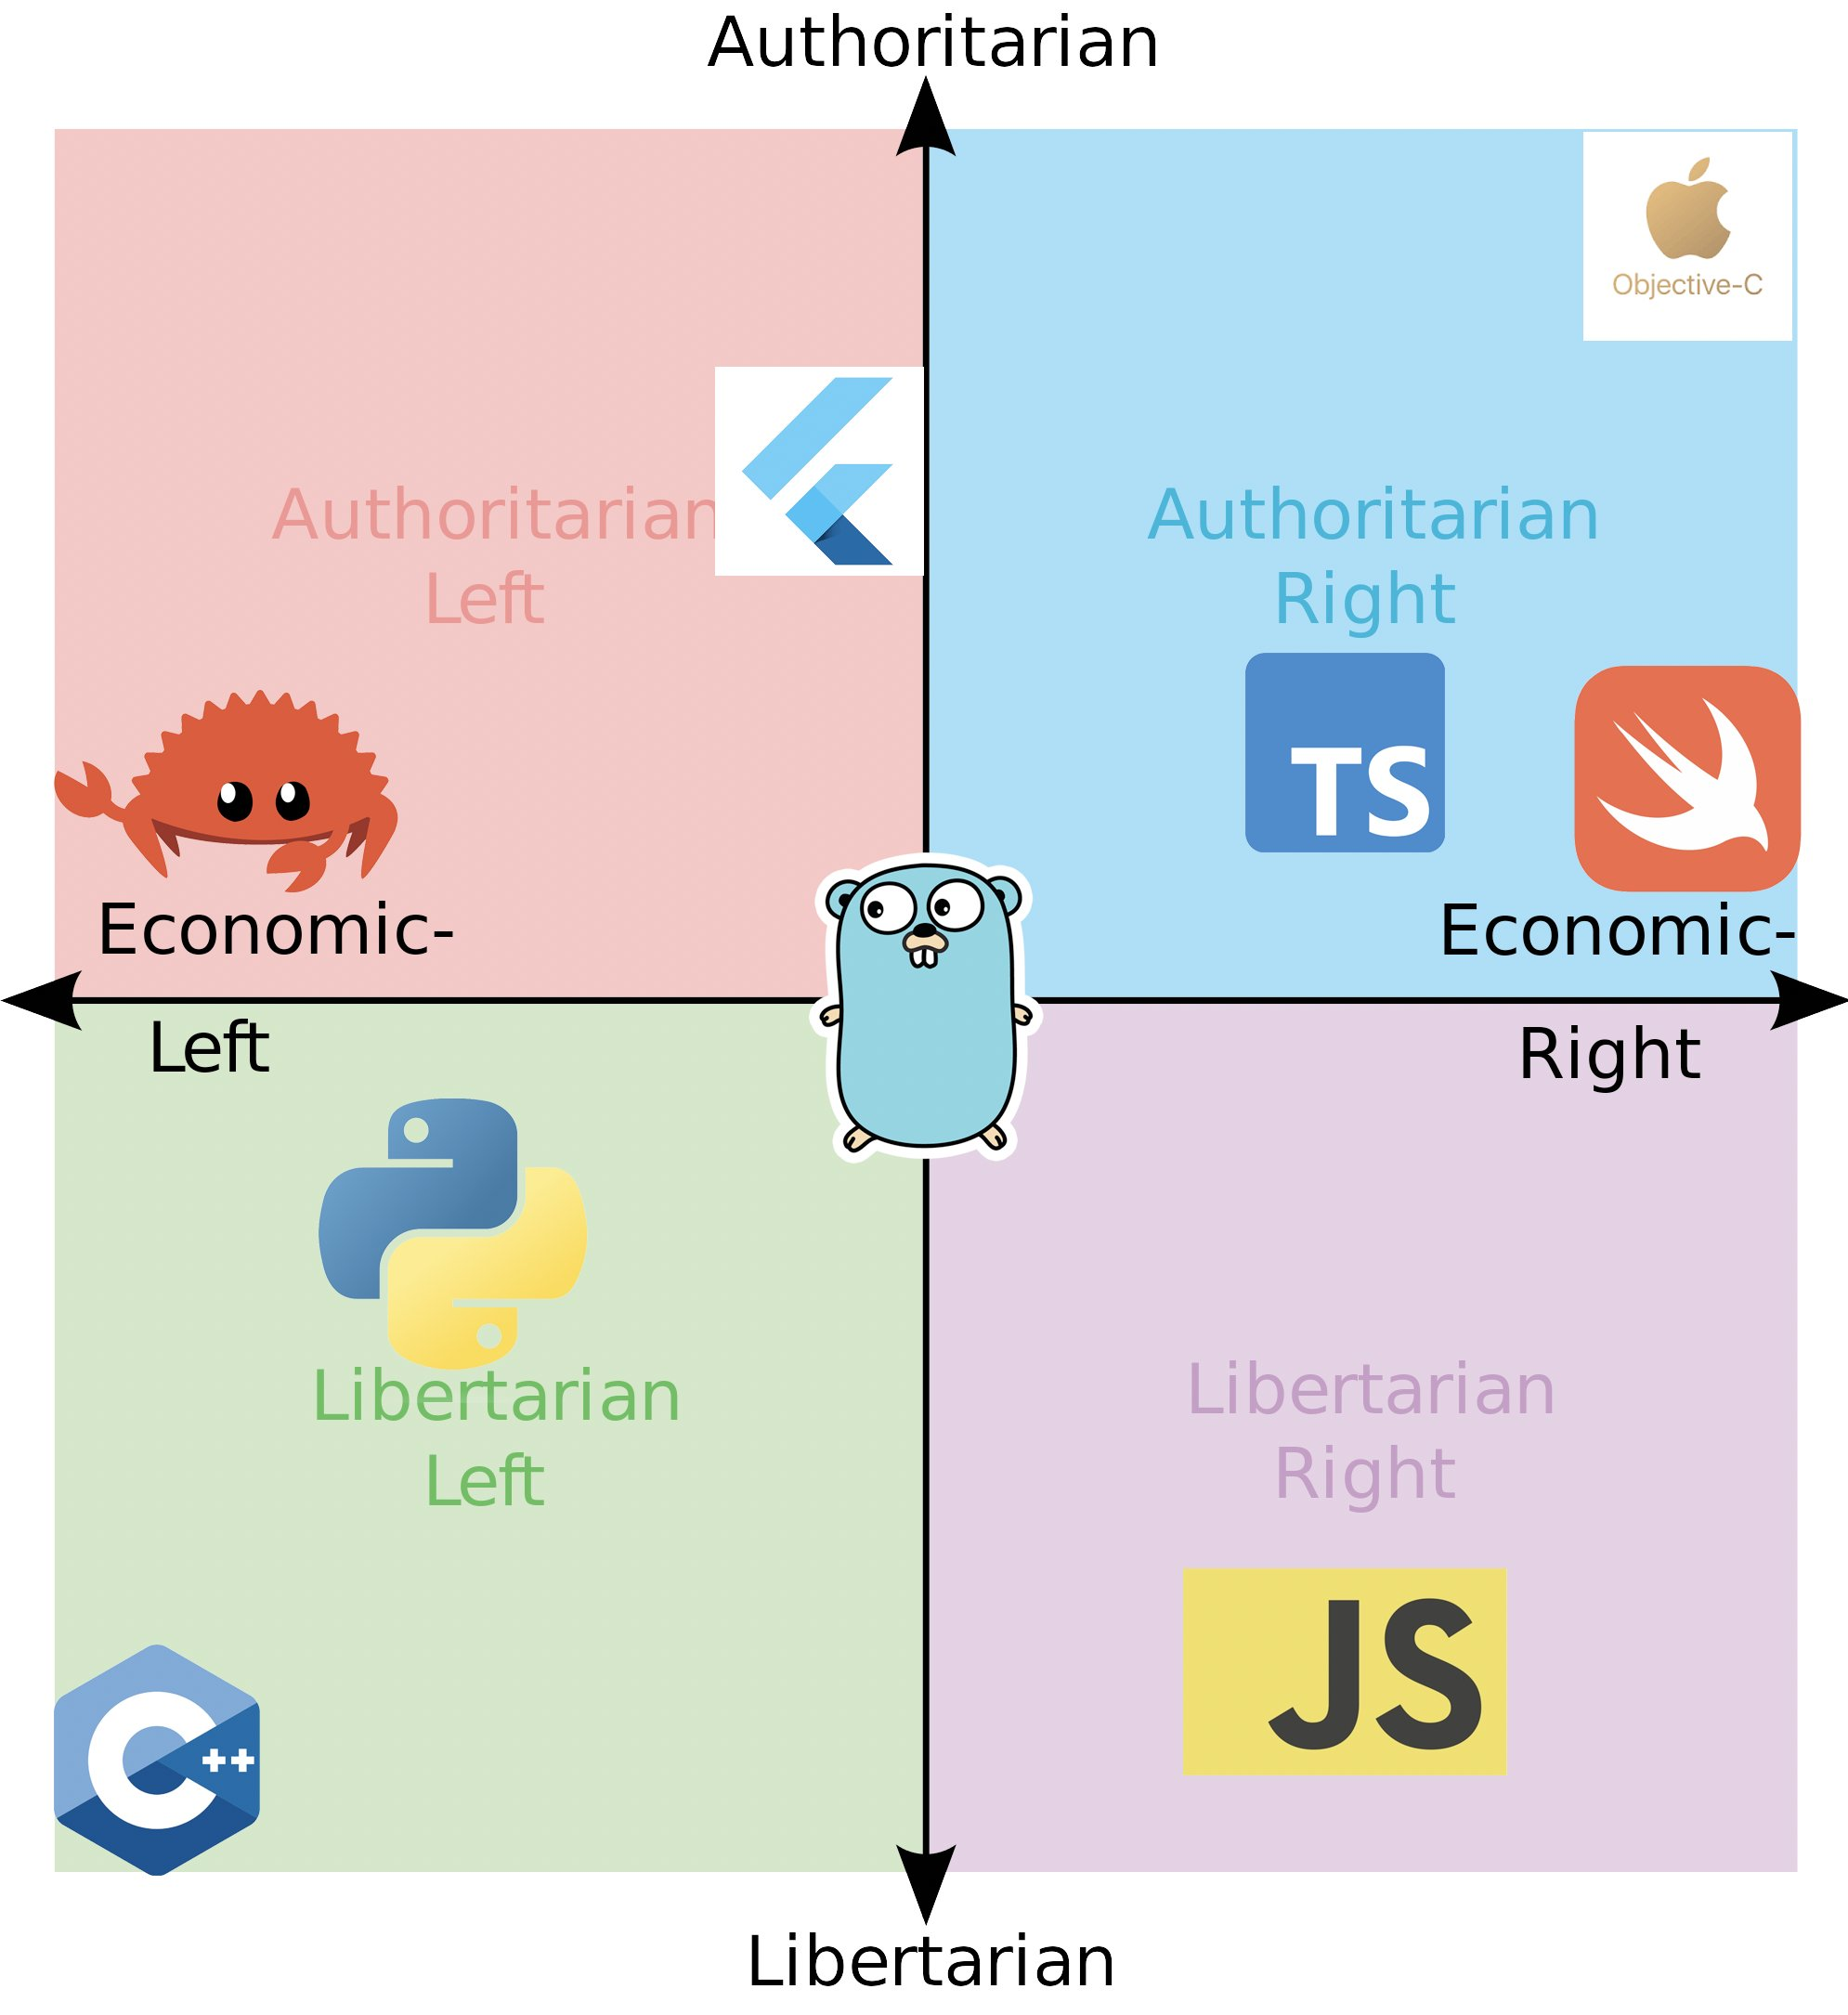 Authoritarian
Objective-C
Authoritarian
Left
Authoritarian
Right
TS
Economic-
Left
Economic-
Right
Libertarian
Left
Libertarian
Right
JS
C++
Libertarian